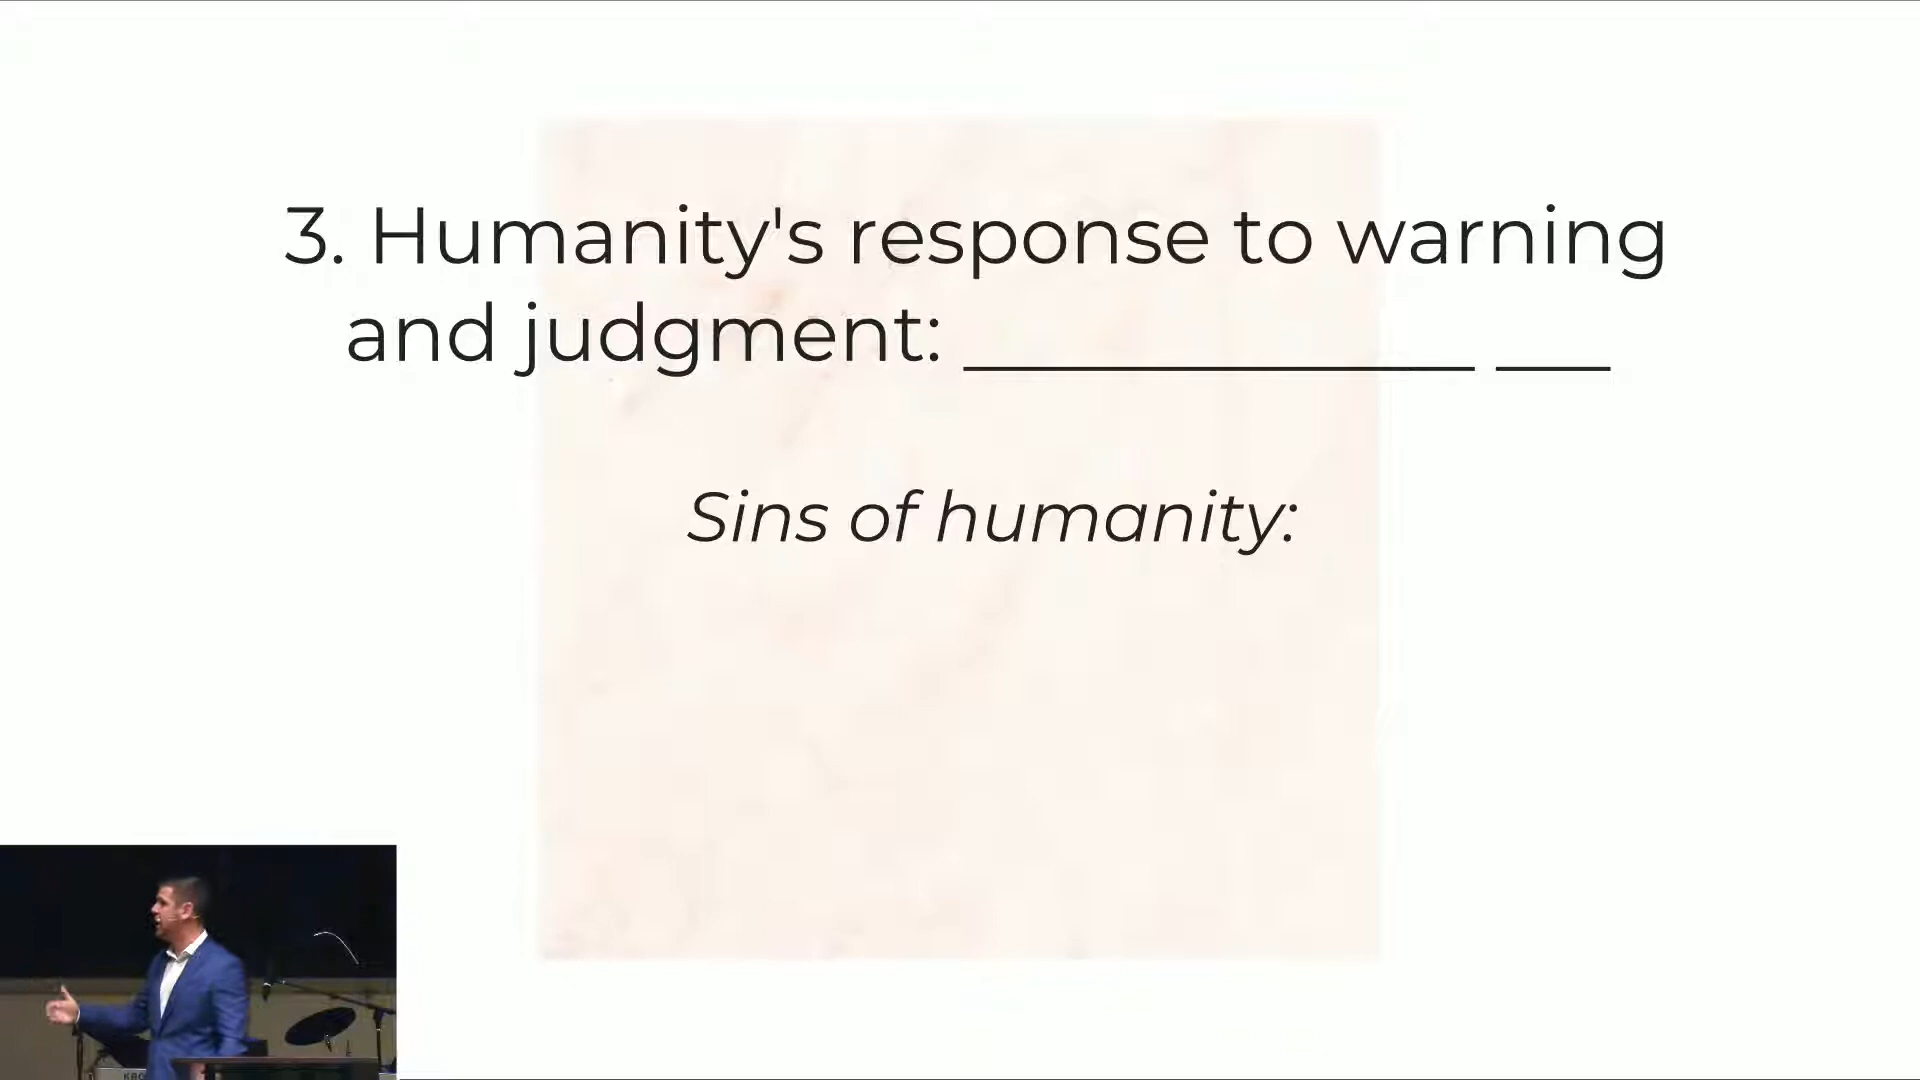 3. Humanity's response to warning
and judgment: ______________ ___
Sins of humanity: